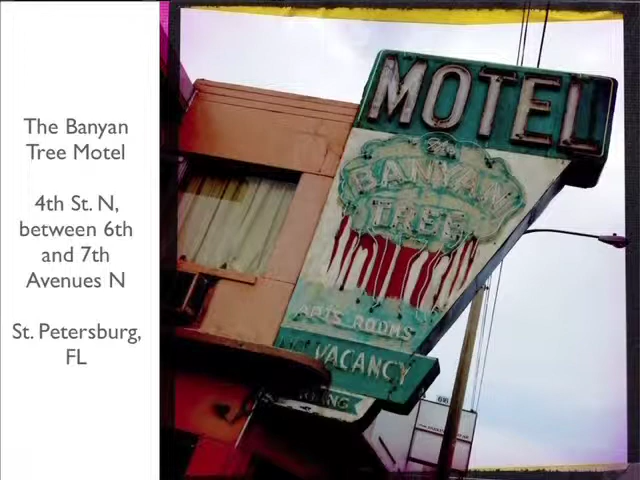 The Banyan
Tree Motel
4th St. N,
between 6th
and 7th
Avenues N
St. Petersburg,
FL
MOTEL
The
BANYAN
TREE
APTS ROOMS
VACANCY